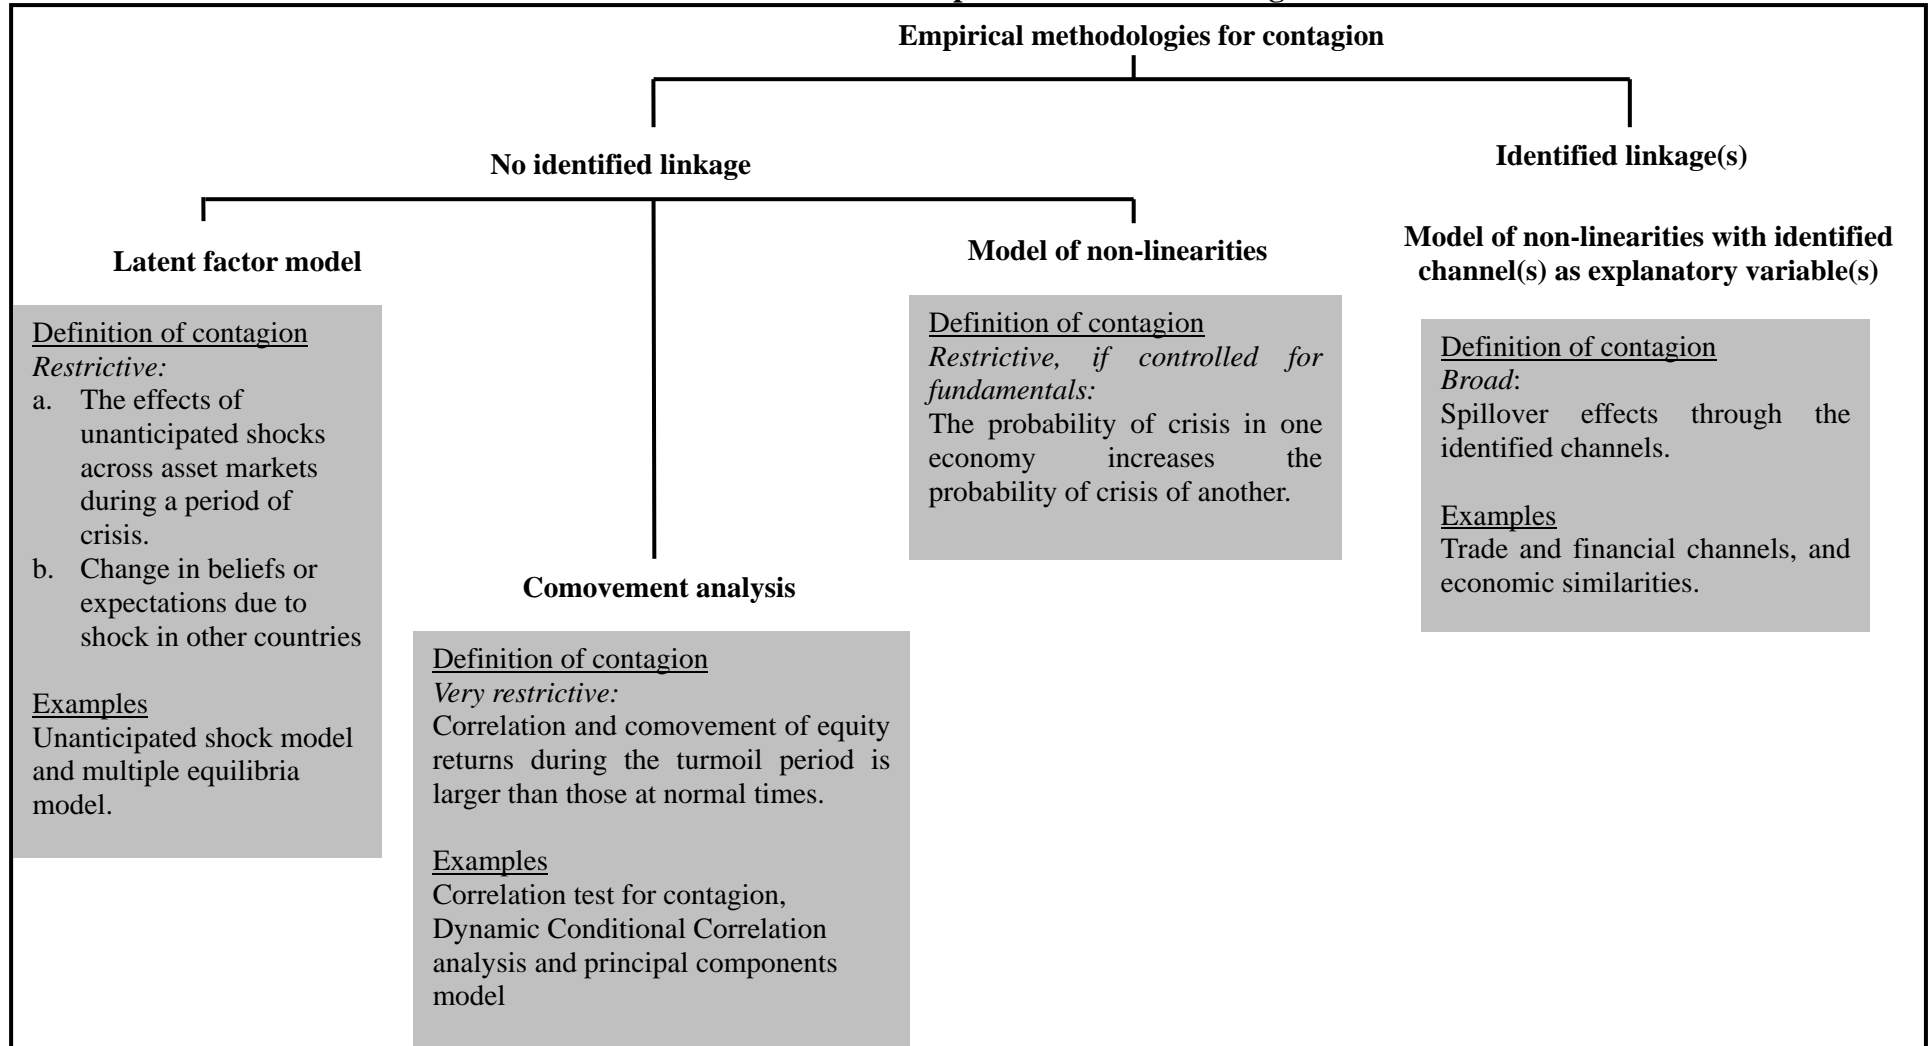 Empirical methodologies for contagion
No identified linkage
Identified linkage(s)
Latent factor model
Definition of contagion
Restrictive:
a. The effects of
unanticipated shocks
across asset markets
during a period of
crisis.
b. Change in beliefs or
expectations due to
shock in other countries
Examples
Unanticipated shock model
and multiple equilibria
model.
Comovement analysis
Definition of contagion
Very restrictive:
Correlation and comovement of equity
returns during the turmoil period is
larger than those at normal times.
Examples
Correlation test for contagion,
Dynamic Conditional Correlation
analysis and principal components
model
Model of non-linearities
Definition of contagion
Restrictive, if controlled for
fundamentals:
The probability of crisis in one
economy increases the
probability of crisis of another.
Model of non-linearities with identified
channel(s) as explanatory variable(s)
Definition of contagion
Broad:
Spillover effects through the
identified channels.
Examples
Trade and financial channels, and
economic similarities.